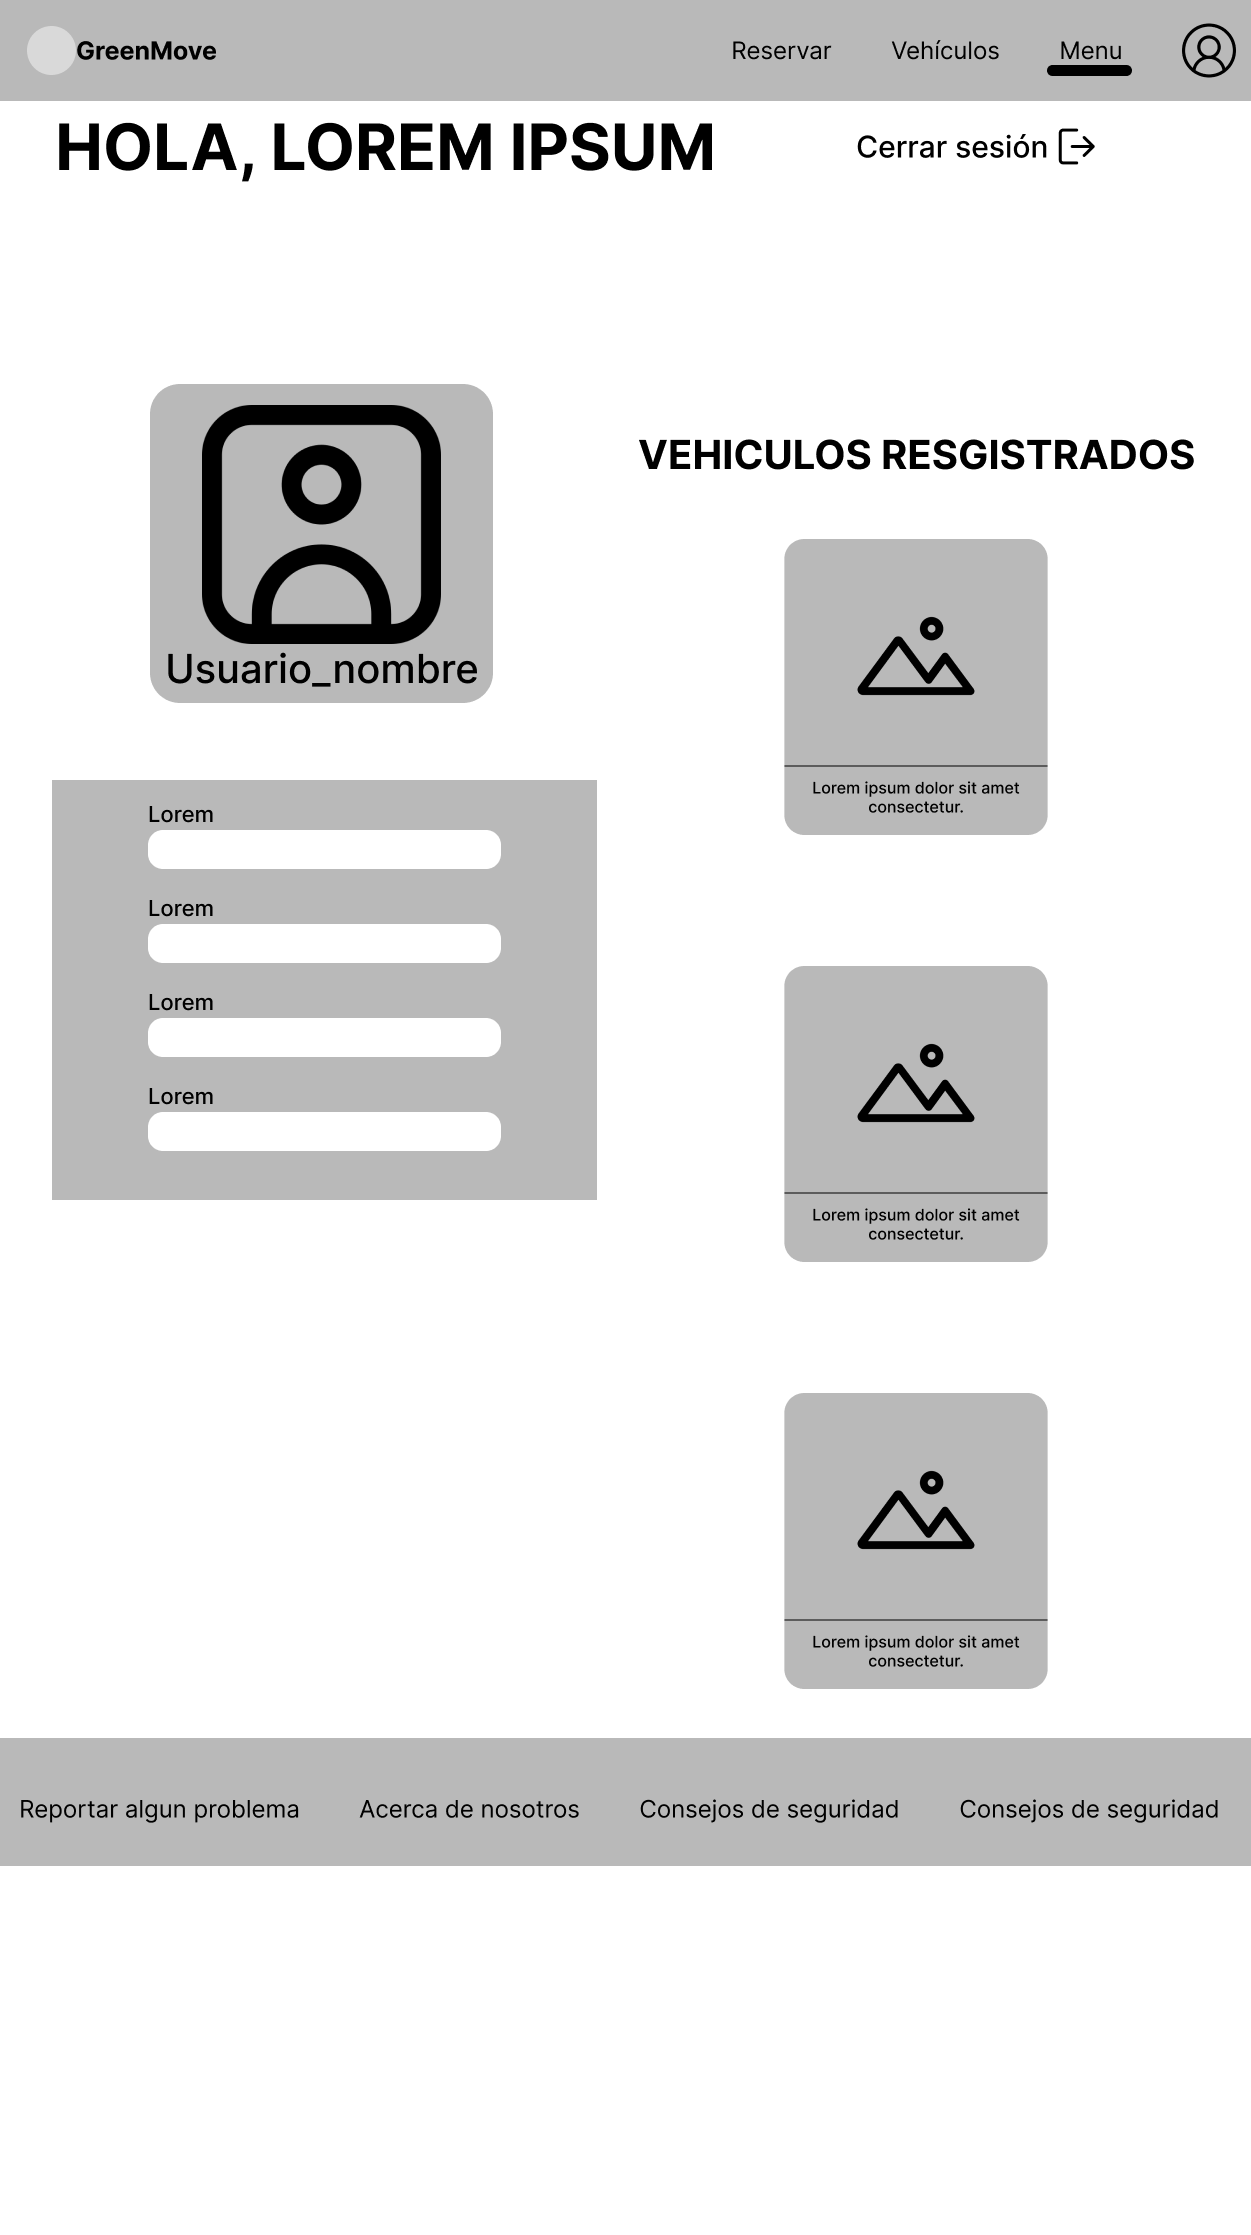 GreenMove
Reservar
Vehículos
Menu
HOLA, LOREM IPSUM
Cerrar sesión
Usuario_nombre
Lorem
Lorem
Lorem
Lorem
VEHICULOS RESGISTRADOS
Lorem ipsum dolor sit amet
consectetur.
Lorem ipsum dolor sit amet
consectetur.
Lorem ipsum dolor sit amet
consectetur.
Reportar algun problema
Acerca de nosotros
Consejos de seguridad
Consejos de seguridad